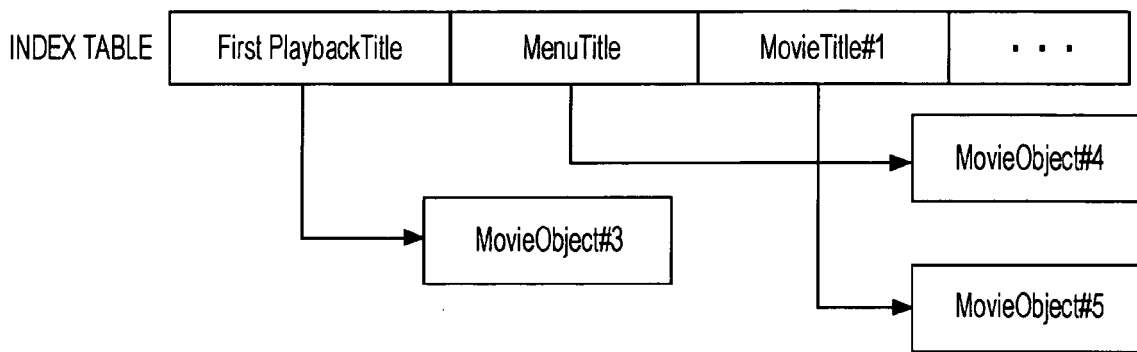 INDEX TABLE First PlaybackTitle MenuTitle MovieTitle#1 · · ·
MovieObject#4
MovieObject#3
MovieObject#5